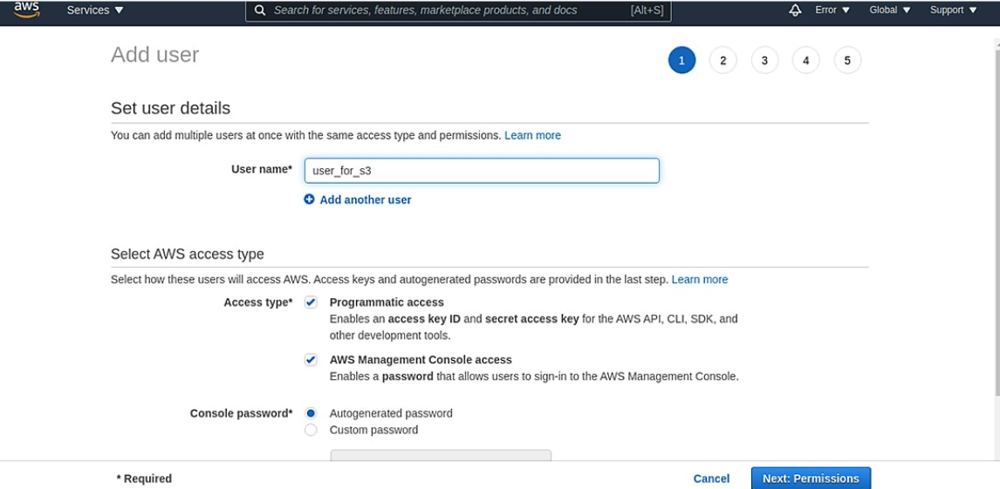 aws Services Search for services, features, marketplace products, and docs [Alt+S] Error Global Support
Add user 1 2 3 4 5
Set user details
You can add multiple users at once with the same access type and permissions. Learn more
User name* user_for_s3
Add another user
Select AWS access type
Select how these users will access AWS. Access keys and autogenerated passwords are provided in the last step. Learn more
Access type* Programmatic access
Enables an access key ID and secret access key for the AWS API, CLI, SDK, and
other development tools.
AWS Management Console access
Enables a password that allows users to sign-in to the AWS Management Console.
Console password* Autogenerated password
Custom password
* Required Cancel Next: Permissions